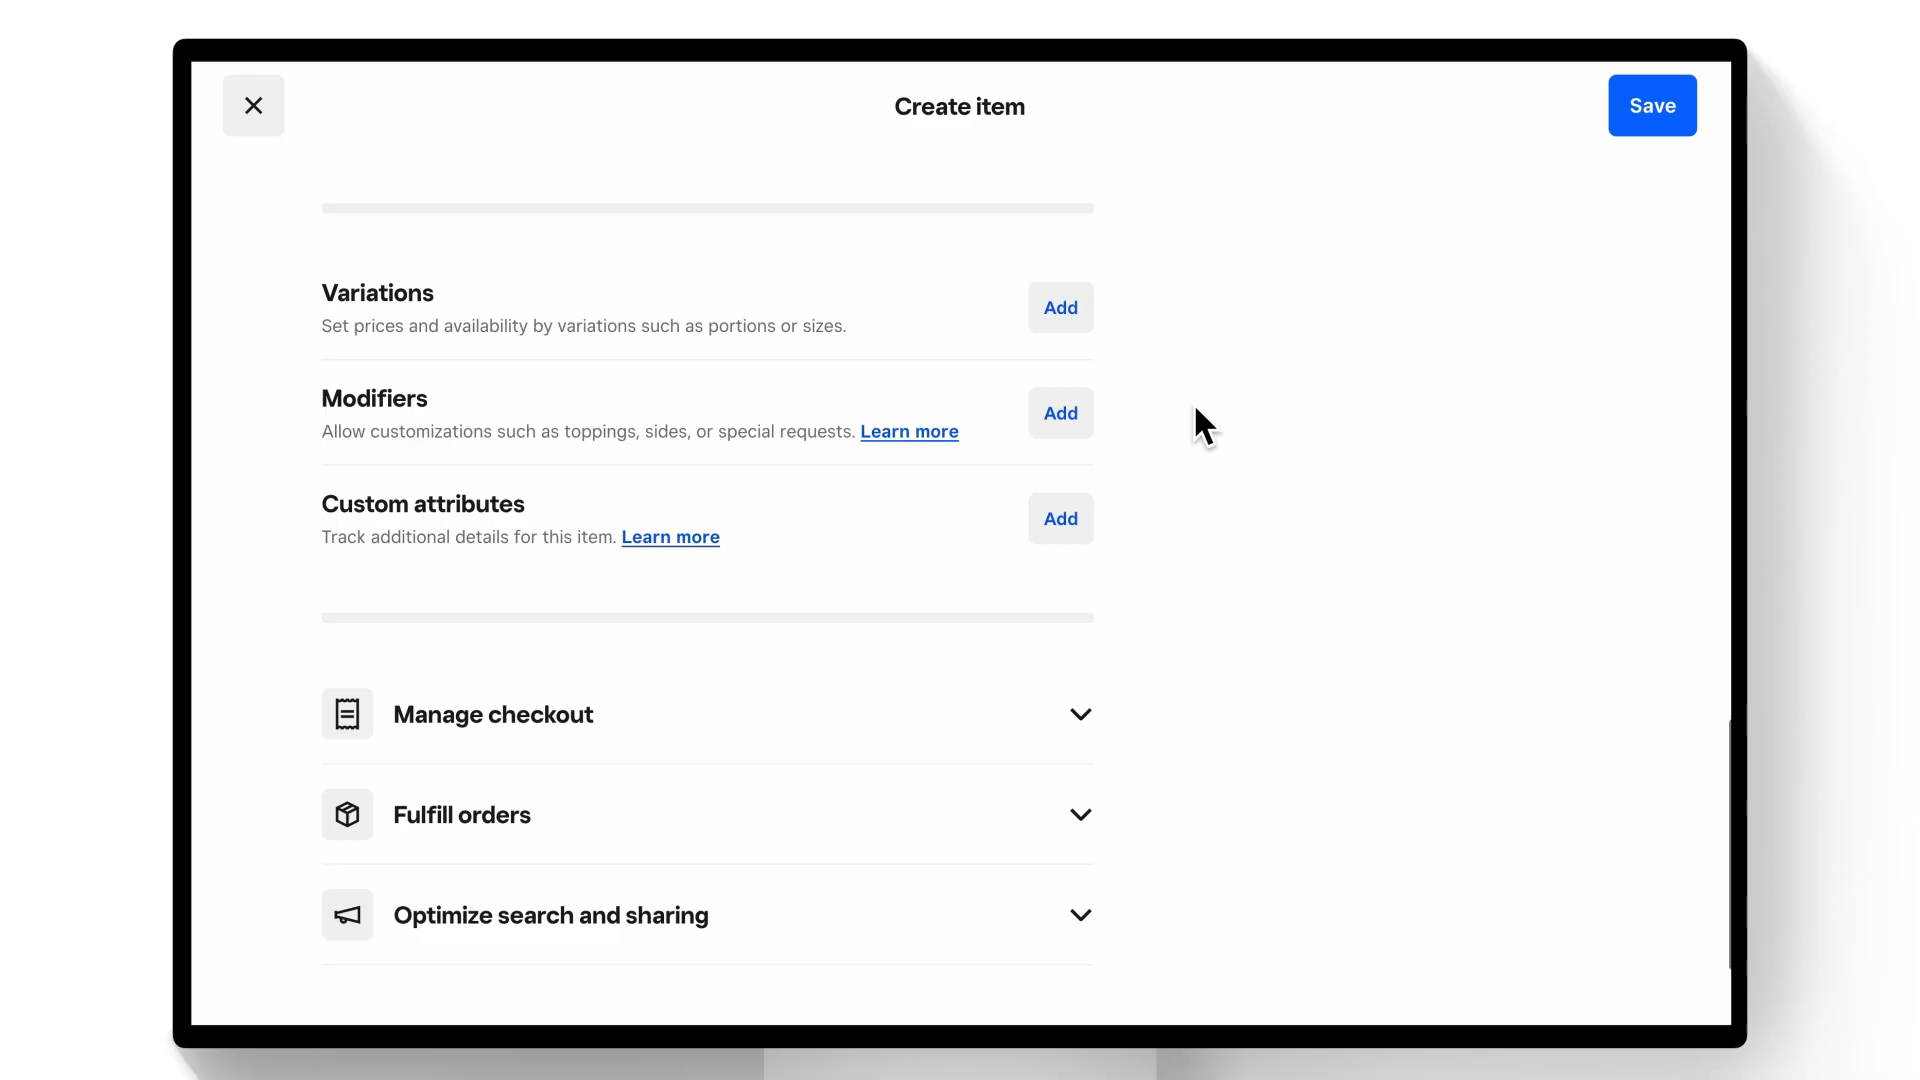 Create item
Save
Variations
Set prices and availability by variations such as portions or sizes.
Add
Modifiers
Allow customizations such as toppings, sides, or special requests. Learn more
Add
Custom attributes
Track additional details for this item. Learn more
Add
Manage checkout
Fulfill orders
Optimize search and sharing